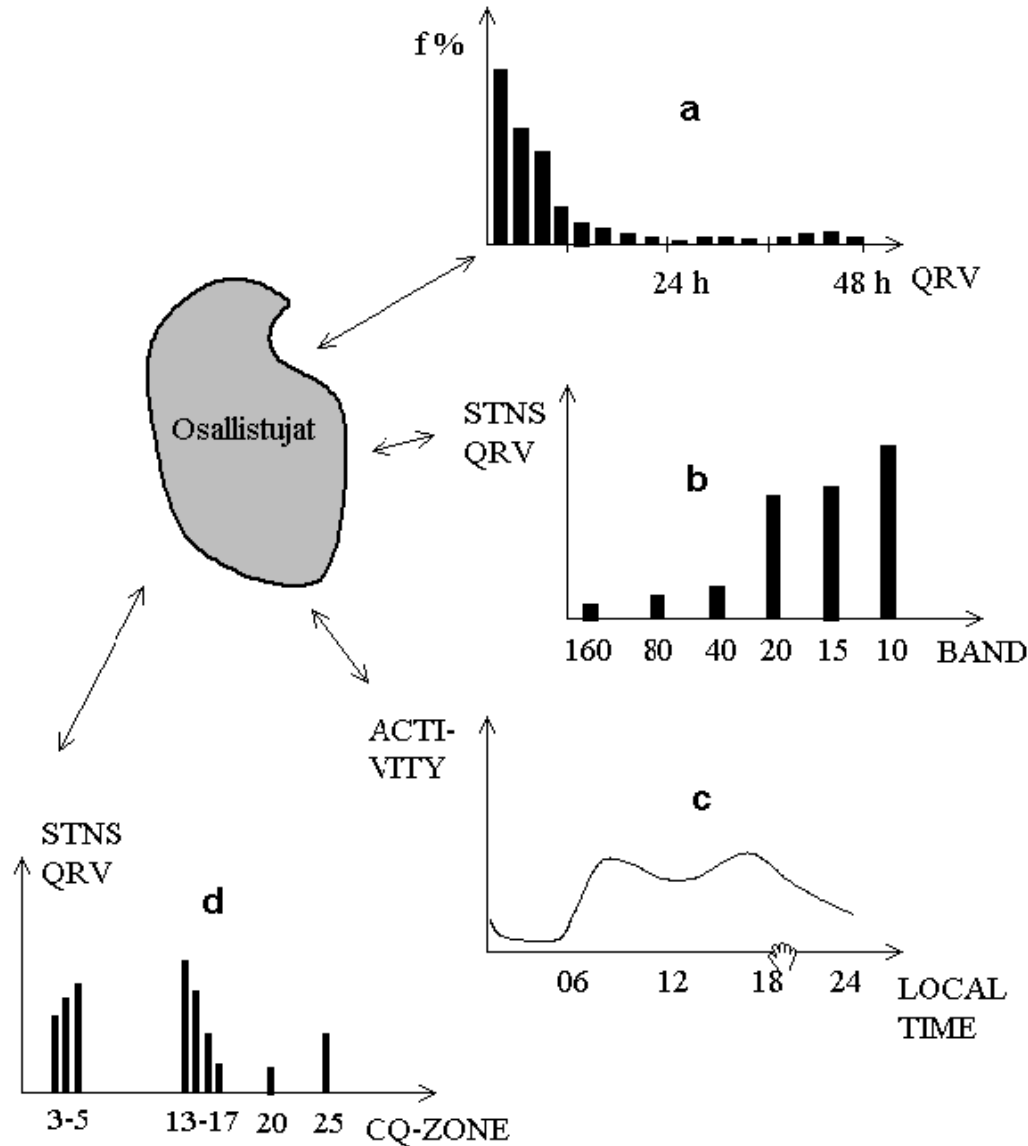 f %
a
24 h
48 h
QRV
Osallistujat
STNS
QRV
b
160 80 40 20 15 10 BAND
ACTI-
VITY
c
06 12 18 24
LOCAL
TIME
STNS
QRV
d
3-5 13-17 20 25
CQ-ZONE